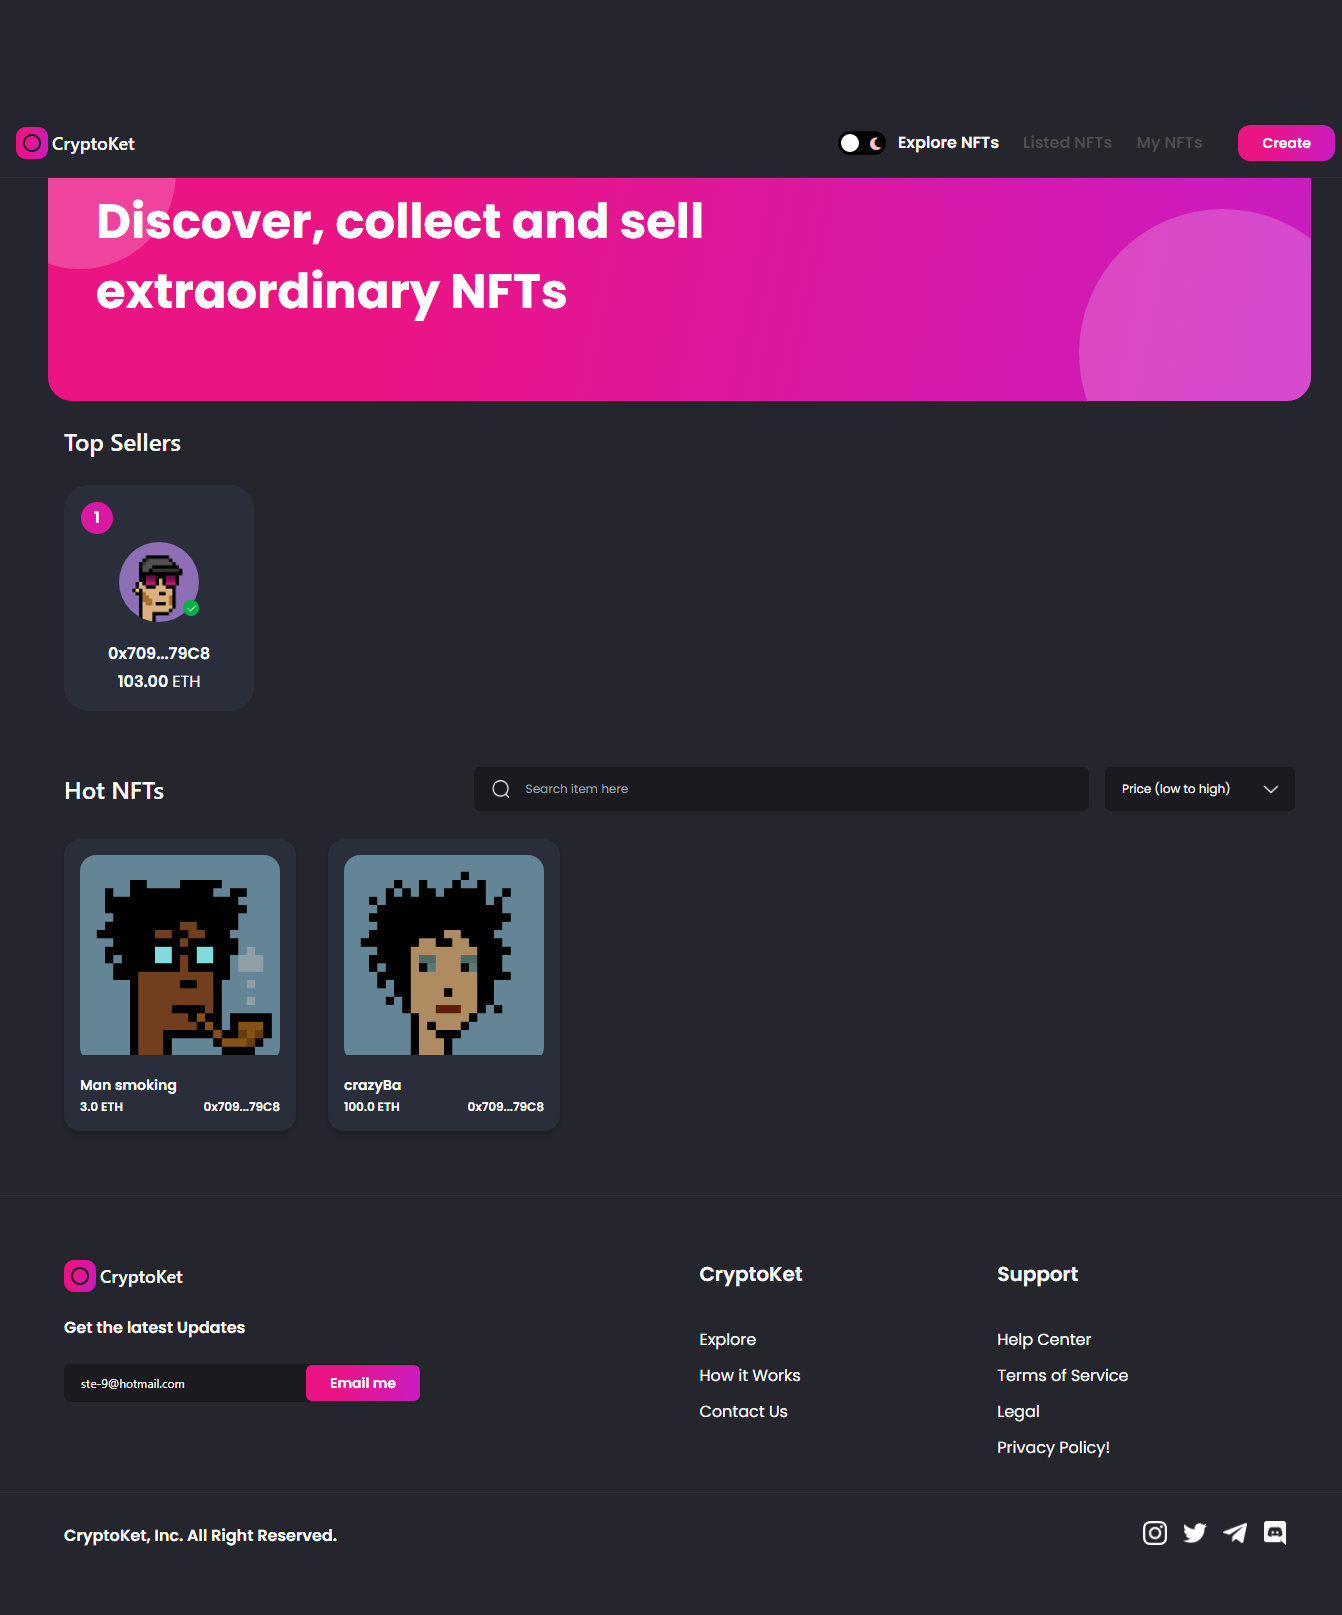 CryptoKet
Explore NFTs
Listed NFTs
My NFTs
Create
Discover, collect and sell
extraordinary NFTs
Top Sellers
1
0x709...79C8
103.00 ETH
Hot NFTs
Search item here
Price (low to high)
Man smoking
3.0 ETH
0x709...79C8
crazyBa
100.0 ETH
0x709...79C8
CryptoKet
Get the latest Updates
ste-9@hotmail.com
Email me
CryptoKet
Explore
How it Works
Contact Us
Support
Help Center
Terms of Service
Legal
Privacy Policy!
CryptoKet, Inc. All Right Reserved.